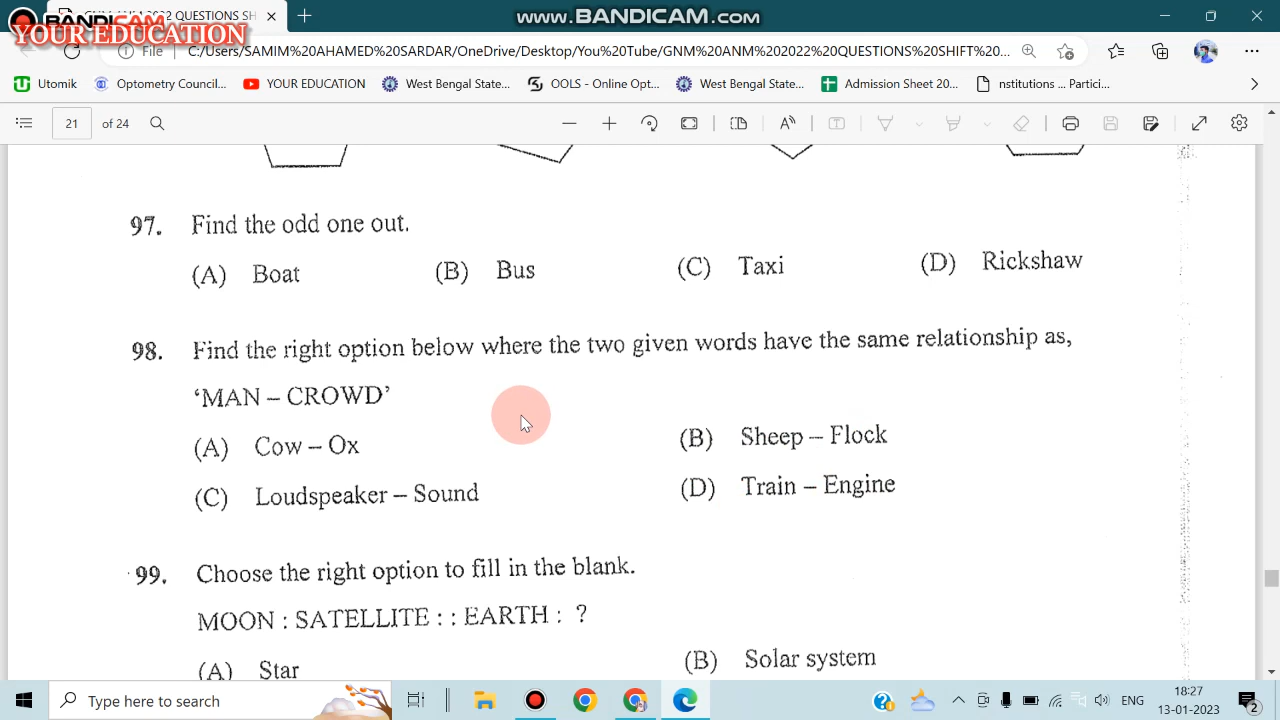 BANDICAM
YOUR EDUCATION
2022 QUESTIONS SH
www.BANDICAM.com
File
C:/Users/SAMIM%20AHAMED%20SARDAR/OneDrive/Desktop/You%20Tube/GNM%20ANM%202022%20QUESTIONS%20SHIFT%20...
Utomik
Optometry Council...
YOUR EDUCATION
West Bengal State...
OOLS - Online Opt...
West Bengal State...
Admission Sheet 20...
nstitutions ... Partici...
21 of 24
97. Find the odd one out.
(A) Boat (B) Bus (C) Taxi (D) Rickshaw
98. Find the right option below where the two given words have the same relationship as,
‘MAN – CROWD’
(A) Cow – Ox (B) Sheep – Flock
(C) Loudspeaker – Sound (D) Train – Engine
99. Choose the right option to fill in the blank.
MOON : SATELLITE : : EARTH : ?
(A) Star (B) Solar system
Type here to search
ENG
18:27
13-01-2023
2